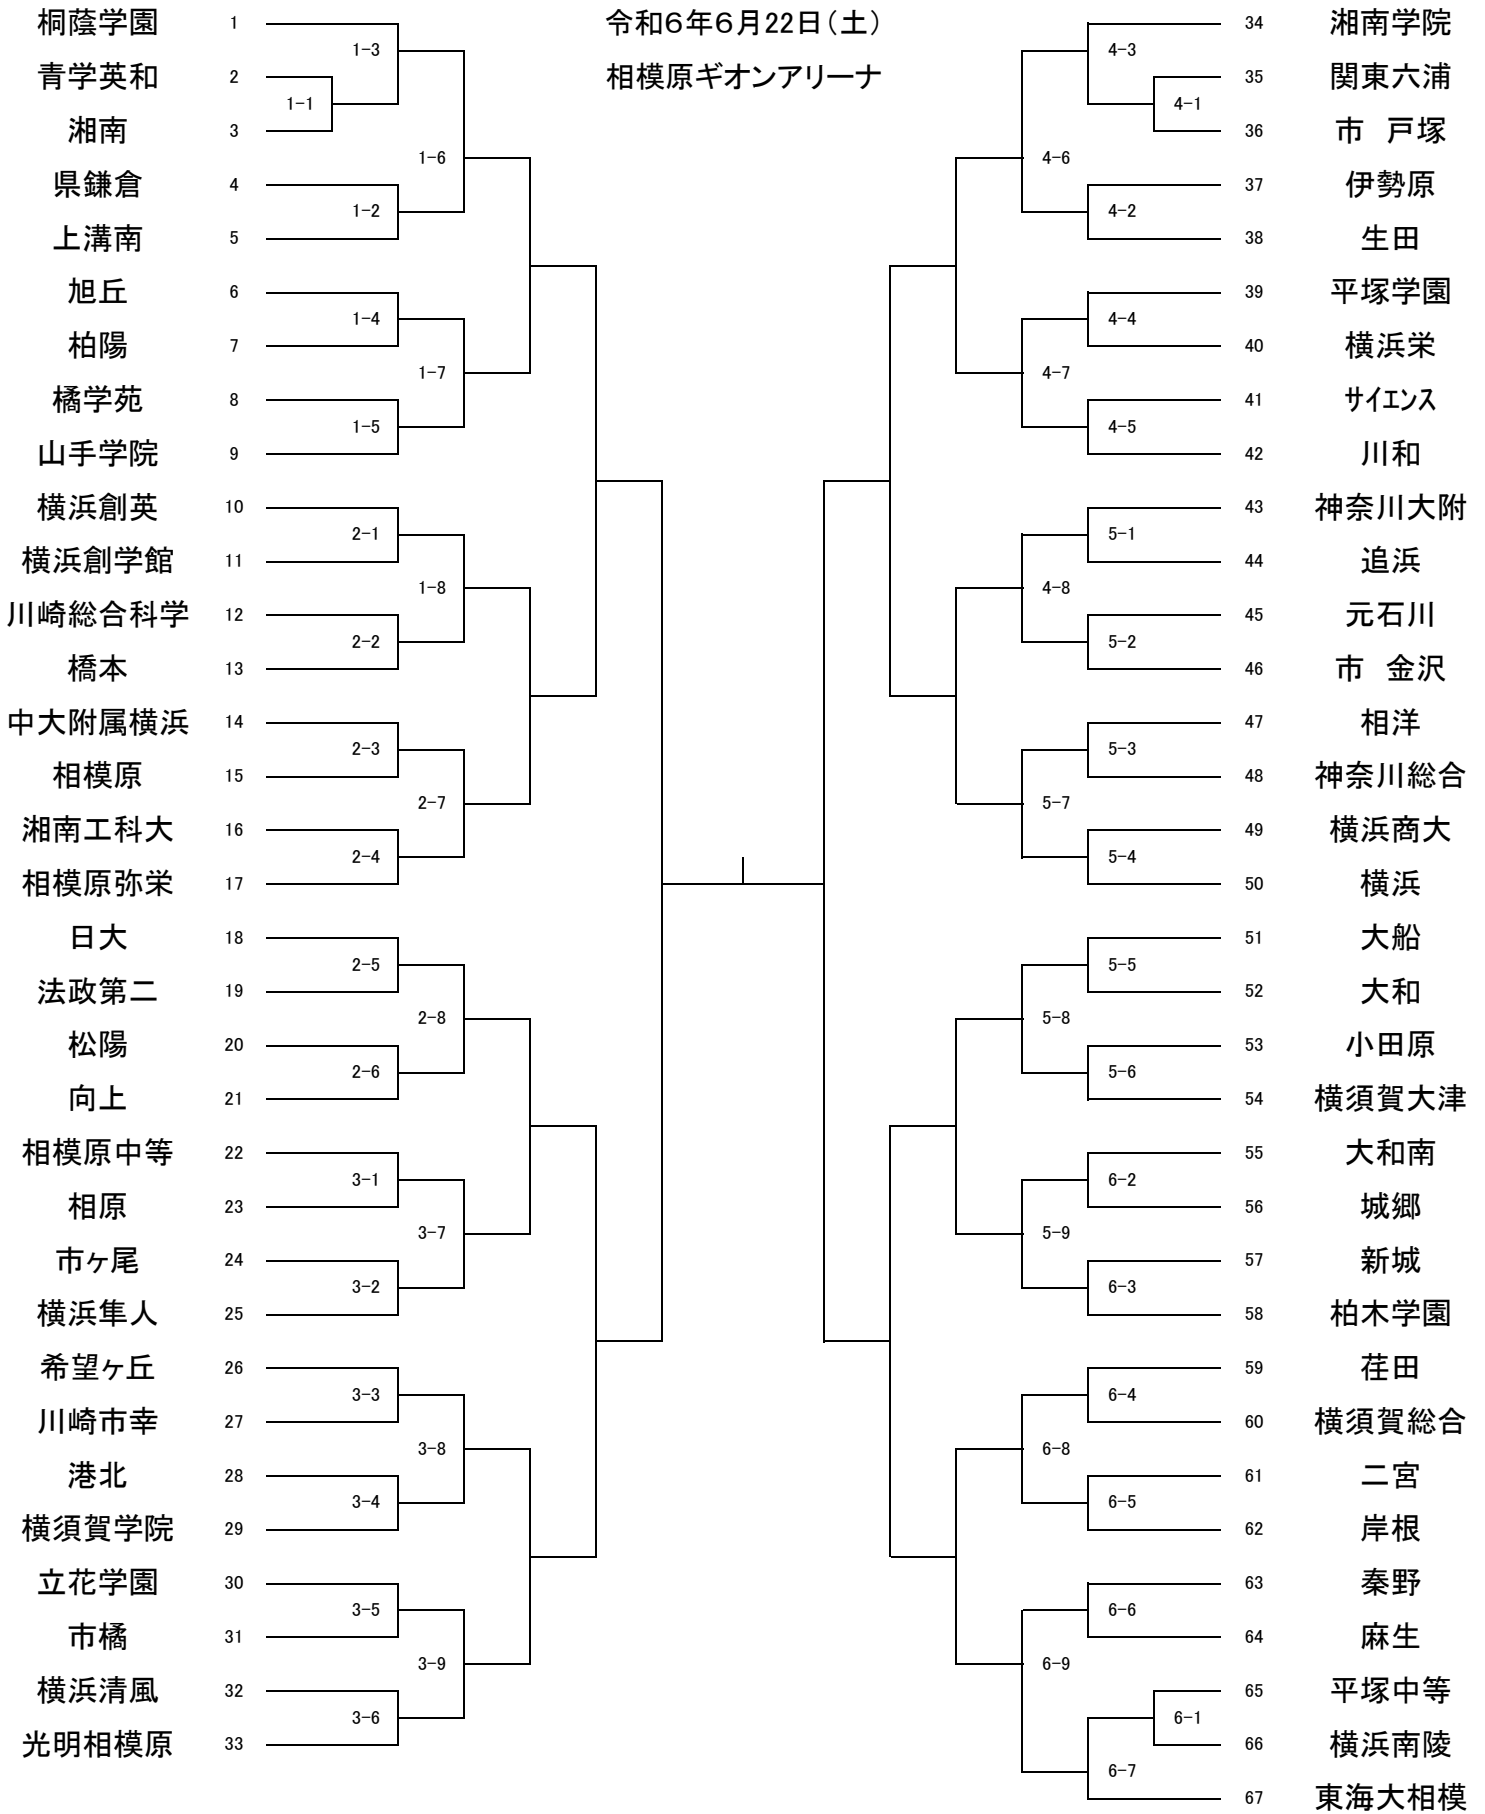 令和6年6月22日(土)
相模原ギオンアリーナ
桐蔭学園 1
1-3
青学英和 2
1-1
湘南 3
1-6
県鎌倉 4
1-2
上溝南 5
旭丘 6
1-4
柏陽 7
1-7
橘学苑 8
1-5
山手学院 9
横浜創英 10
2-1
横浜創学館 11
1-8
川崎総合科学 12
2-2
橋本 13
中大附属横浜 14
2-3
相模原 15
2-7
湘南工科大 16
2-4
相模原弥栄 17
日大 18
2-5
法政第二 19
2-8
松陽 20
2-6
向上 21
相模原中等 22
3-1
相原 23
3-7
市ヶ尾 24
3-2
横浜隼人 25
希望ヶ丘 26
3-3
川崎市幸 27
3-8
港北 28
3-4
横須賀学院 29
立花学園 30
3-5
市橘 31
3-9
横浜清風 32
3-6
光明相模原 33
34 湘南学院
4-3
35 関東六浦
4-1
36 市 戸塚
4-6
37 伊勢原
4-2
38 生田
39 平塚学園
4-4
40 横浜栄
4-7
41 サイエンス
4-5
42 川和
43 神奈川大附
5-1
44 追浜
4-8
45 元石川
5-2
46 市 金沢
47 相洋
5-3
48 神奈川総合
5-7
49 横浜商大
5-4
50 横浜
51 大船
5-5
52 大和
5-8
53 小田原
5-6
54 横須賀大津
55 大和南
6-2
56 城郷
5-9
57 新城
6-3
58 柏木学園
59 荏田
6-4
60 横須賀総合
6-8
61 二宮
6-5
62 岸根
63 秦野
6-6
64 麻生
6-9
65 平塚中等
6-1
66 横浜南陵
6-7
67 東海大相模